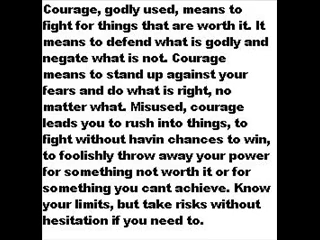 Courage, godly used, means to
fight for things that are worth it. It
means to defend what is godly and
negate what is not. Courage
means to stand up against your
fears and do what is right, no
matter what. Misused, courage
leads you to rush into things, to
fight without havin chances to win,
to foolishly throw away your power
for something not worth it or for
something you cant achieve. Know
your limits, but take risks without
hesitation if you need to.